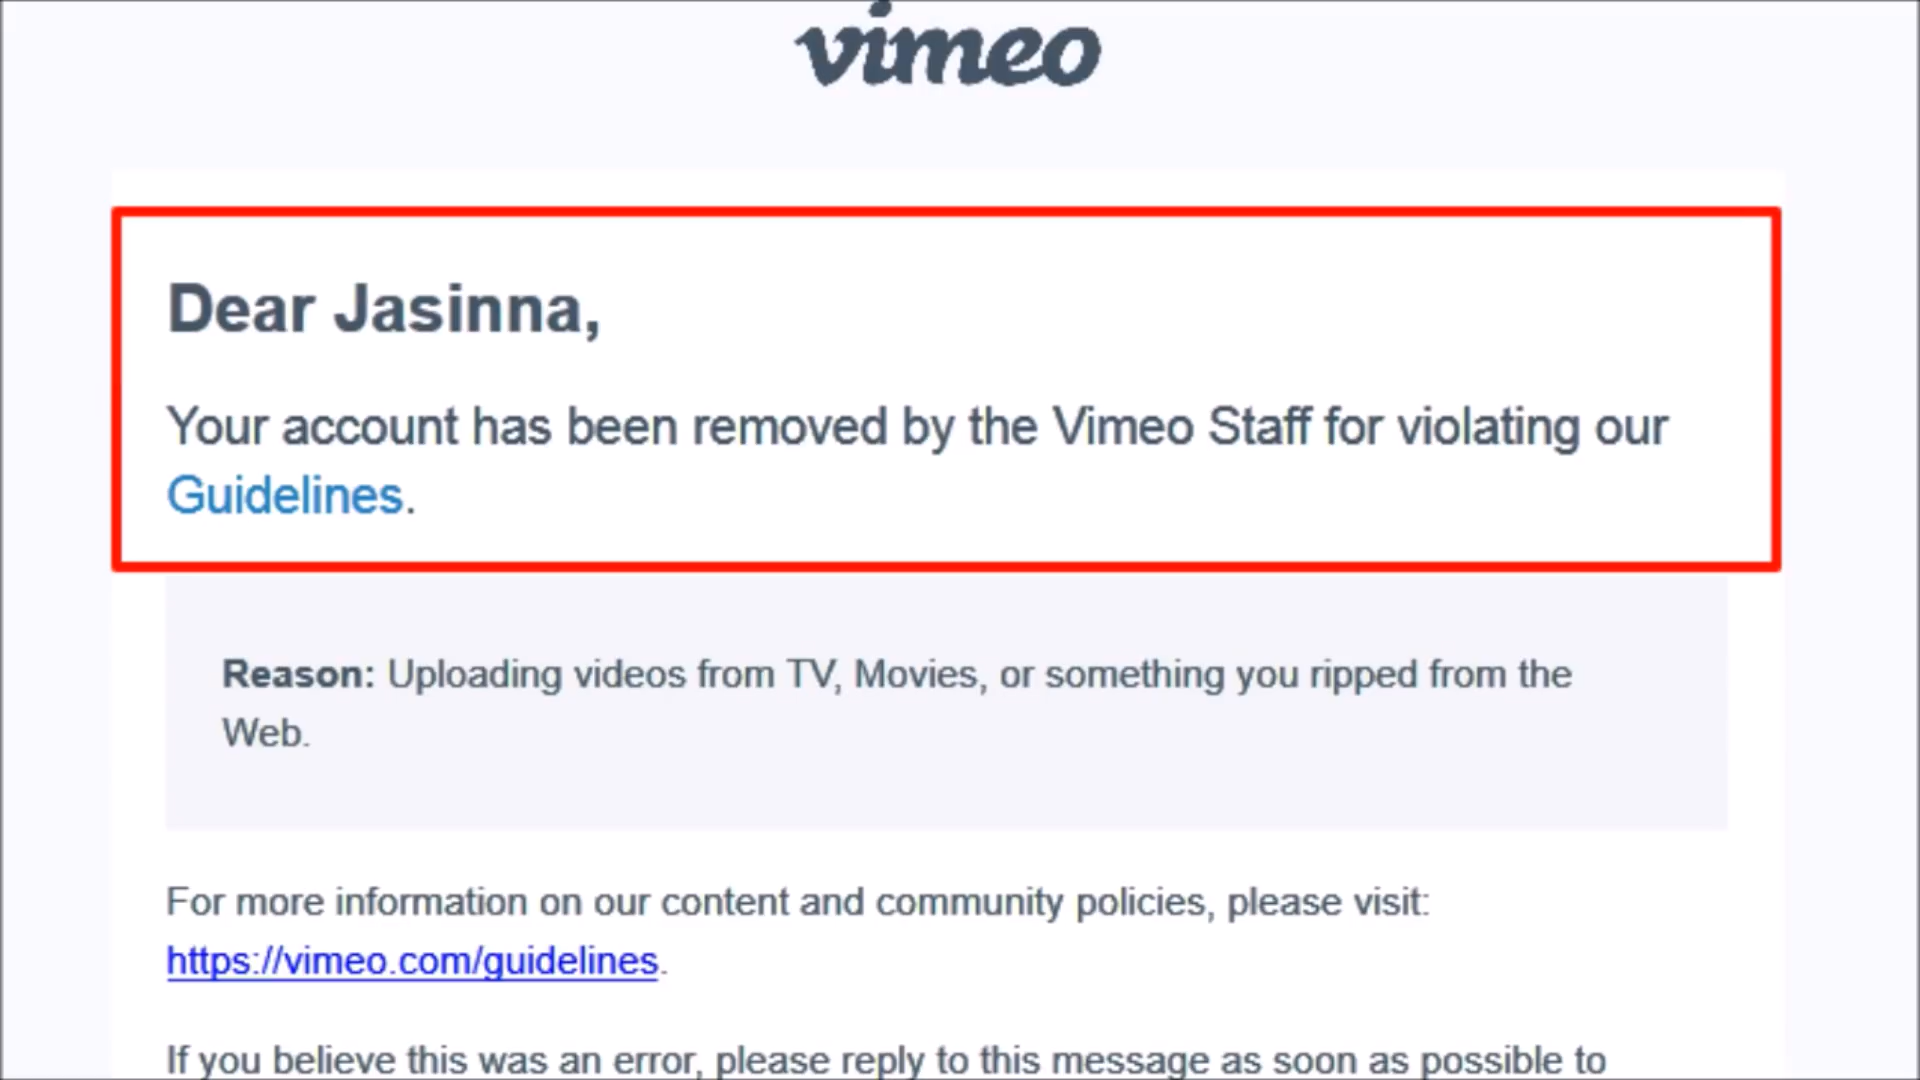 vimeo
Dear Jasinna,
Your account has been removed by the Vimeo Staff for violating our
Guidelines.
Reason: Uploading videos from TV, Movies, or something you ripped from the
Web.
For more information on our content and community policies, please visit:
https://vimeo.com/guidelines.
If you believe this was an error, please reply to this message as soon as possible to